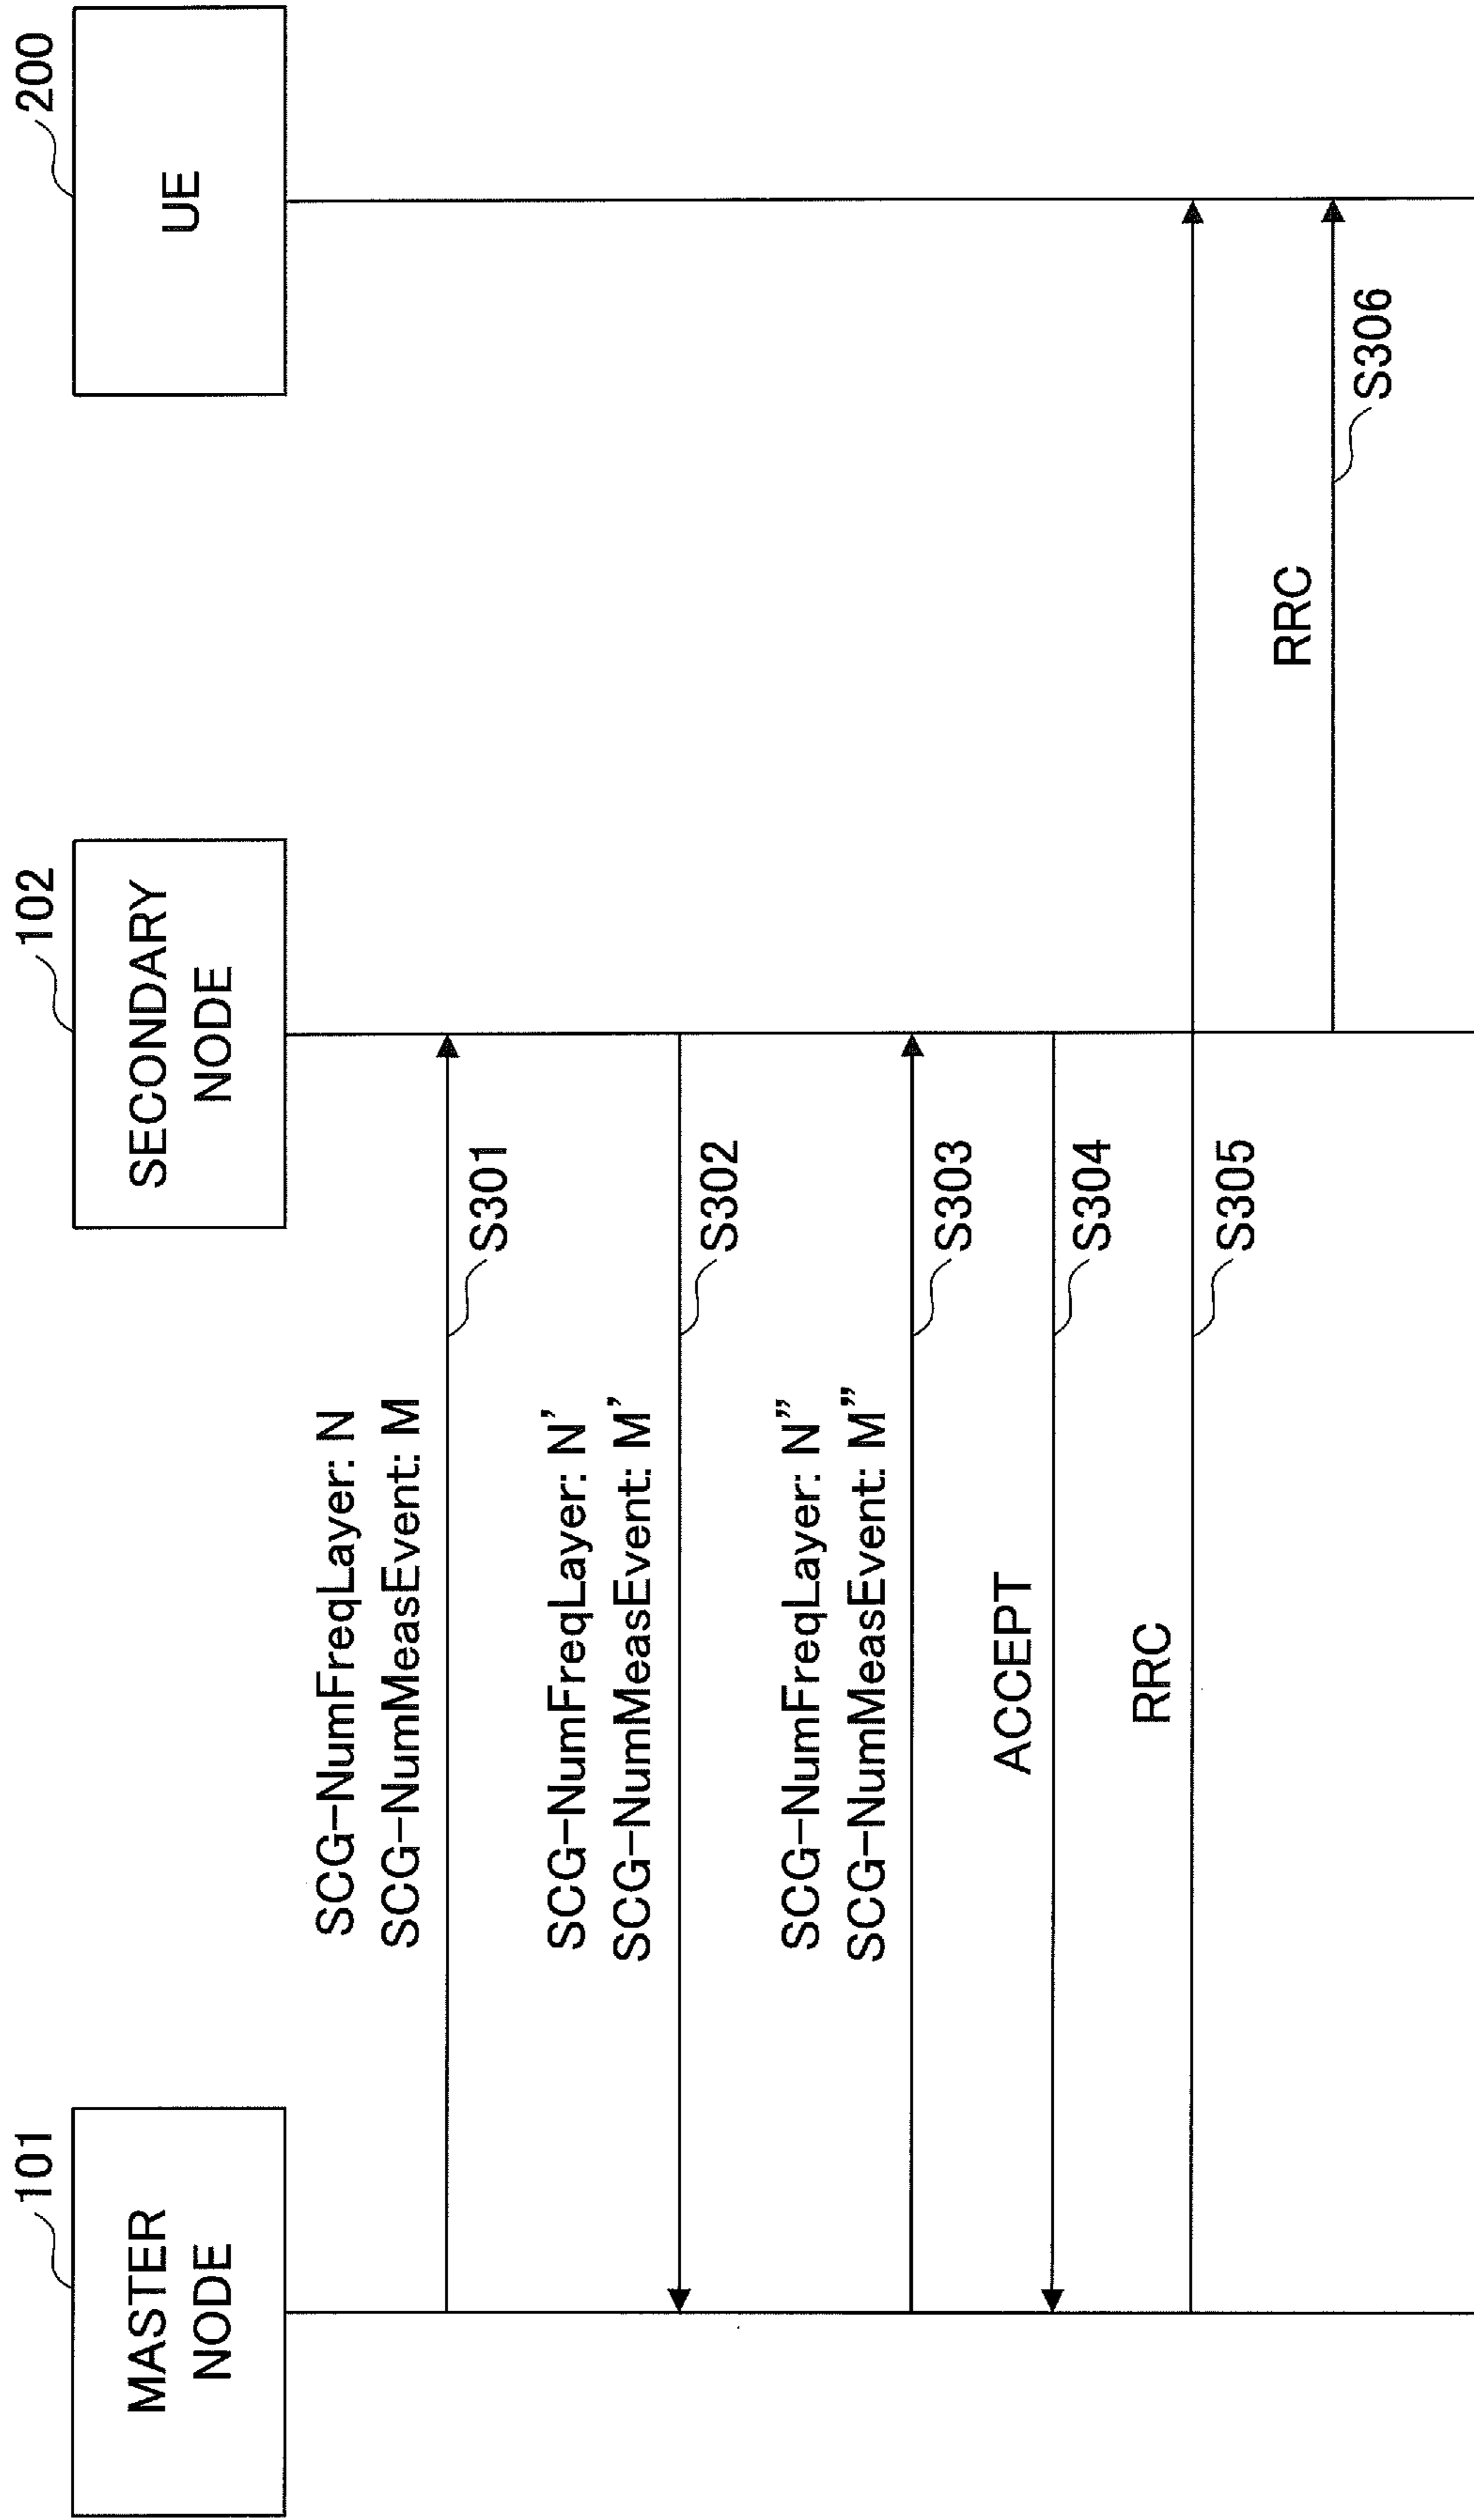 101
MASTER
NODE
102
SECONDARY
NODE
200
UE
SCG-NumFreqLayer: N
SCG-NumMeasEvent: M
S301
SCG-NumFreqLayer: N'
SCG-NumMeasEvent: M'
S302
SCG-NumFreqLayer: N"
SCG-NumMeasEvent: M"
S303
ACCEPT
S304
RRC
S305
RRC
S306